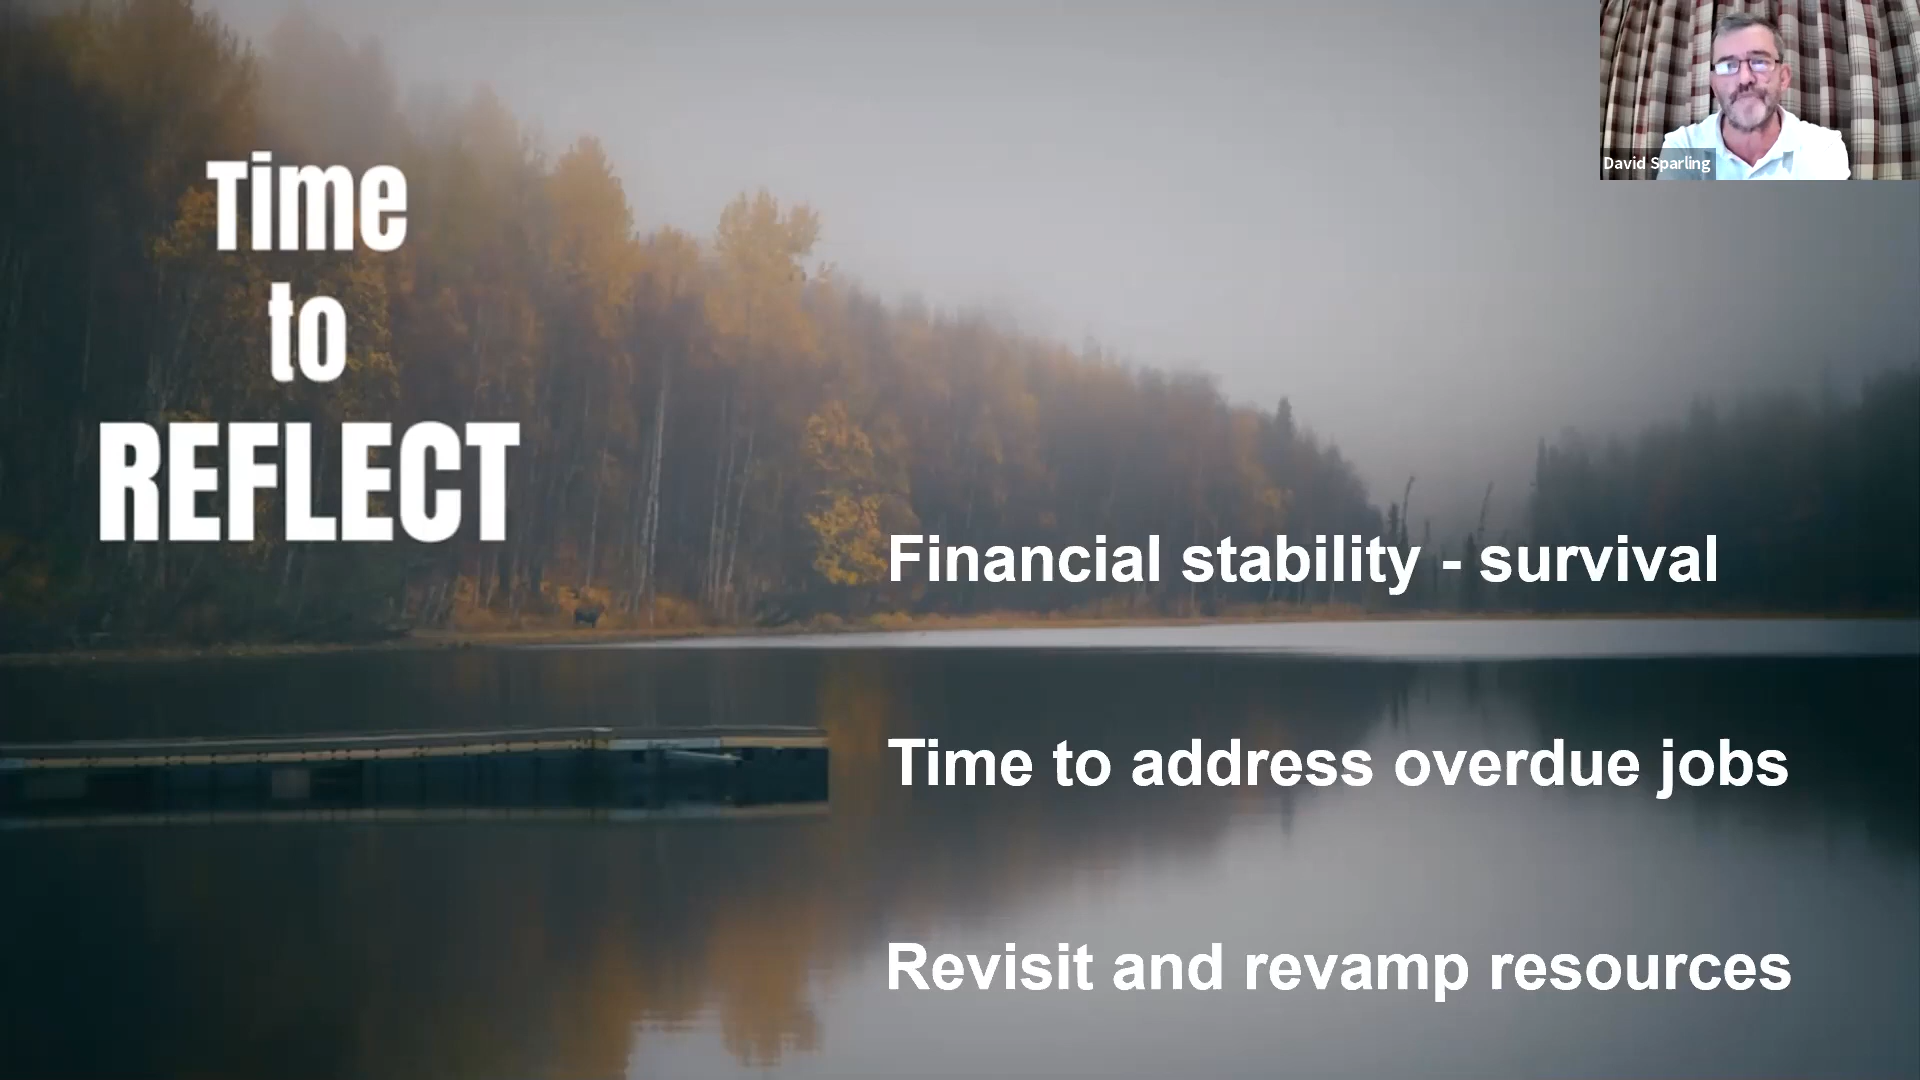 Time
to
REFLECT
David Sparling
Financial stability - survival
Time to address overdue jobs
Revisit and revamp resources